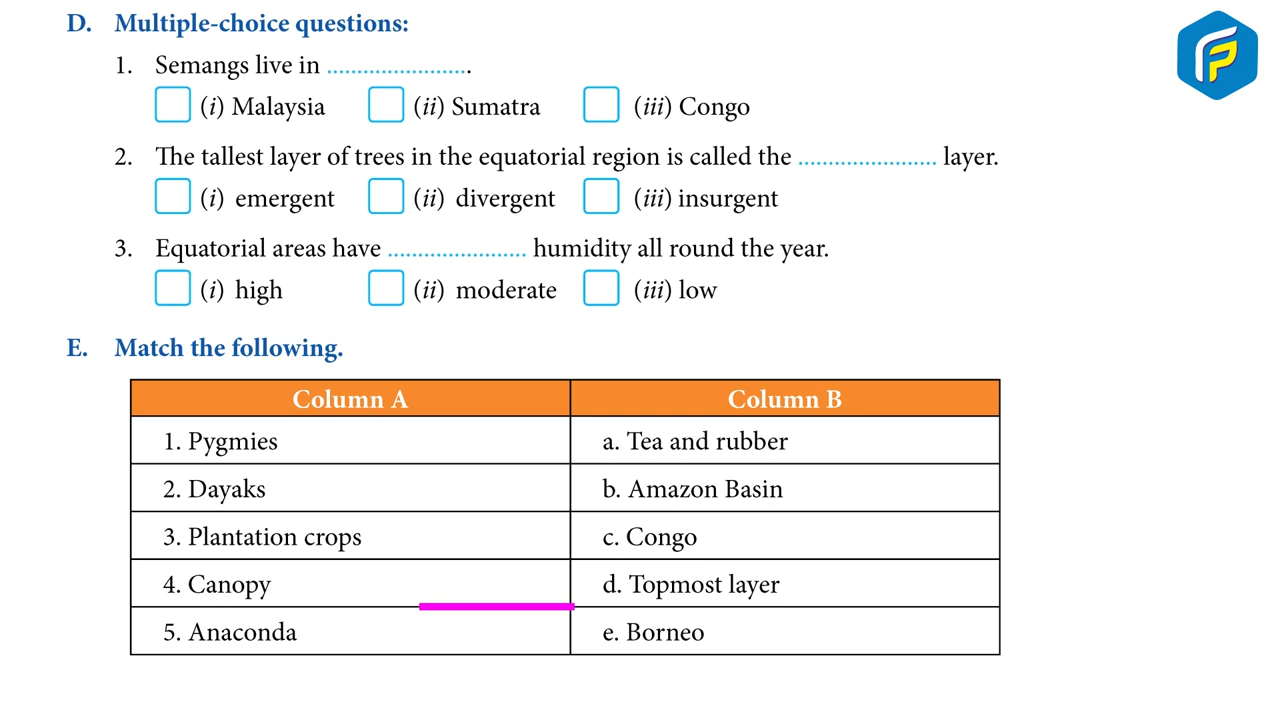 D. Multiple-choice questions:
1. Semangs live in .......................
(i) Malaysia (ii) Sumatra (iii) Congo
2. The tallest layer of trees in the equatorial region is called the ....................... layer.
(i) emergent (ii) divergent (iii) insurgent
3. Equatorial areas have ....................... humidity all round the year.
(i) high (ii) moderate (iii) low
E. Match the following.
Column A Column B
1. Pygmies a. Tea and rubber
2. Dayaks b. Amazon Basin
3. Plantation crops c. Congo
4. Canopy d. Topmost layer
5. Anaconda e. Borneo